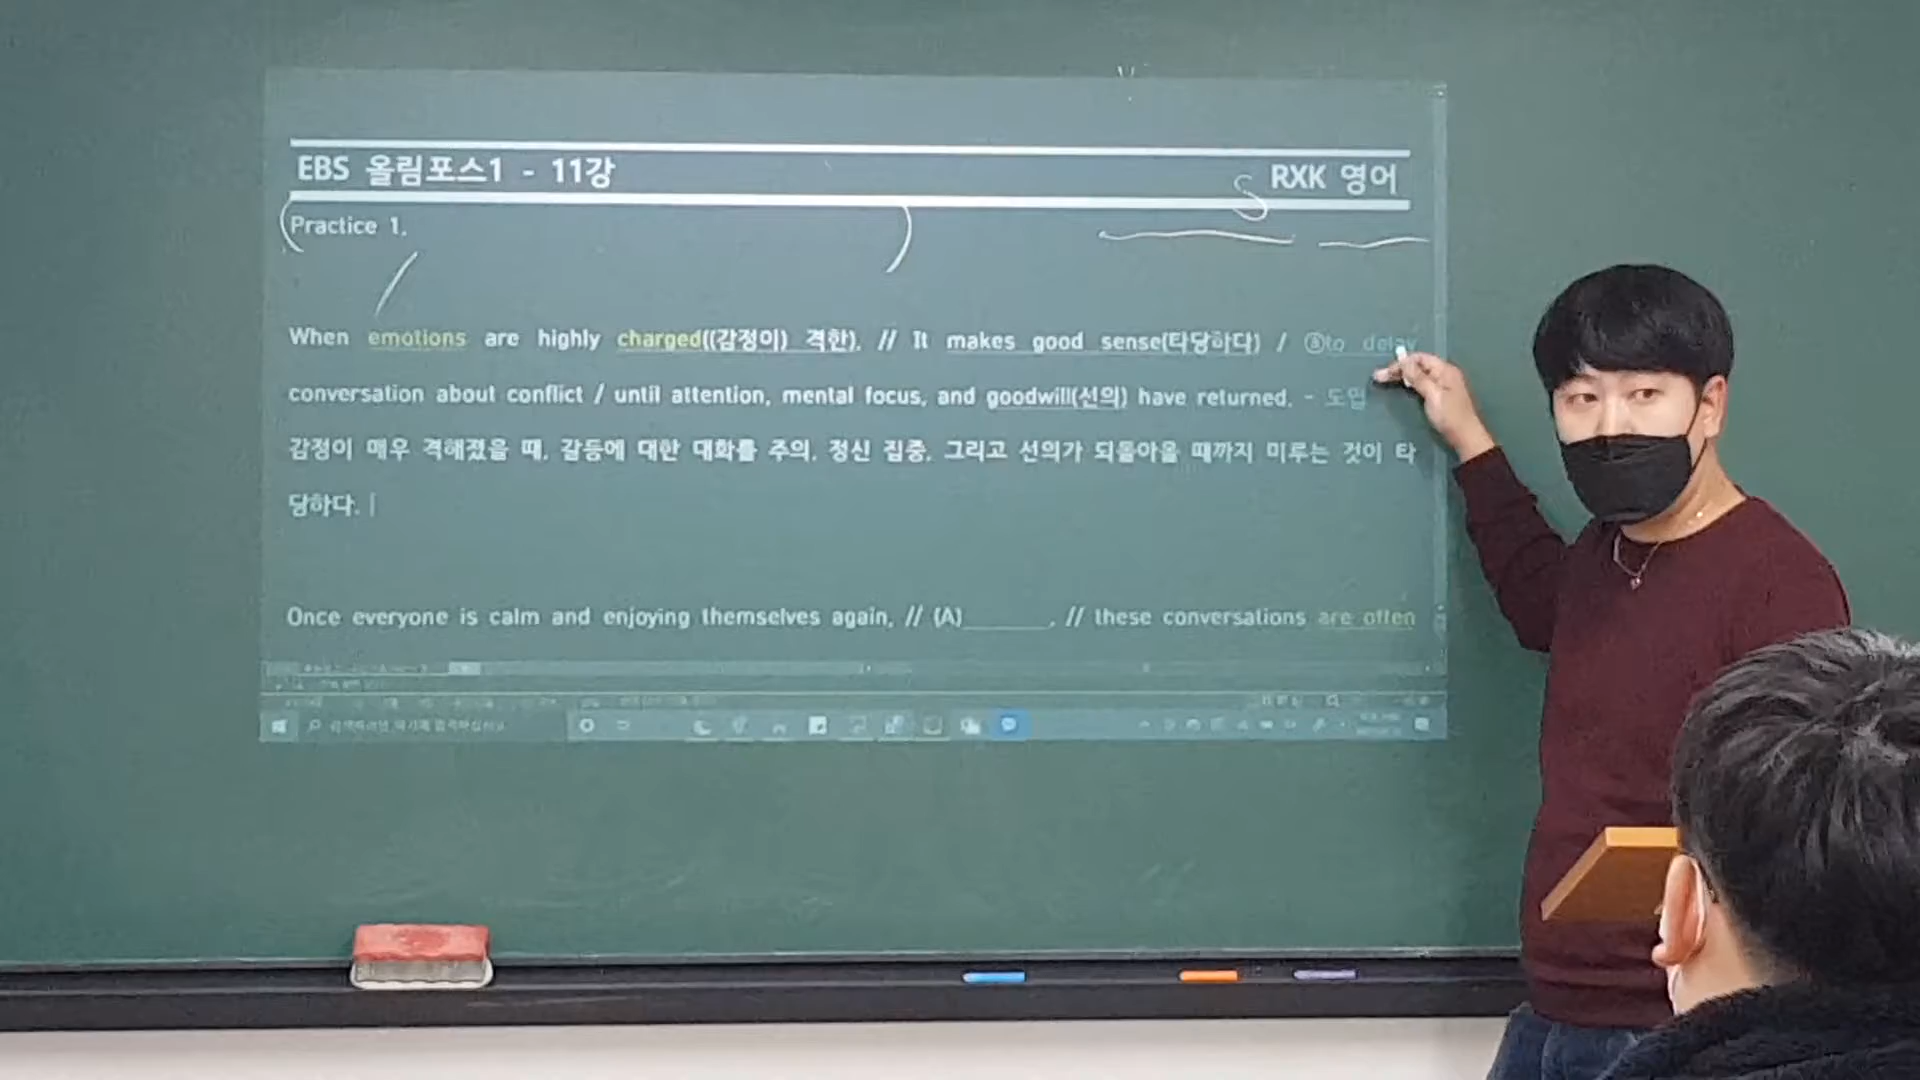 EBS 올림포스1 - 11강
RXK 영어
S
Practice 1.
When emotions are highly charged((감정이) 격한), // It makes good sense(타당하다) / ⓐto delay
conversation about conflict / until attention, mental focus, and goodwill(선의) have returned. - 도입
감정이 매우 격해졌을 때, 갈등에 대한 대화를 주의, 정신 집중, 그리고 선의가 되돌아올 때까지 미루는 것이 타
당하다.
Once everyone is calm and enjoying themselves again, // (A)______, // these conversations are often